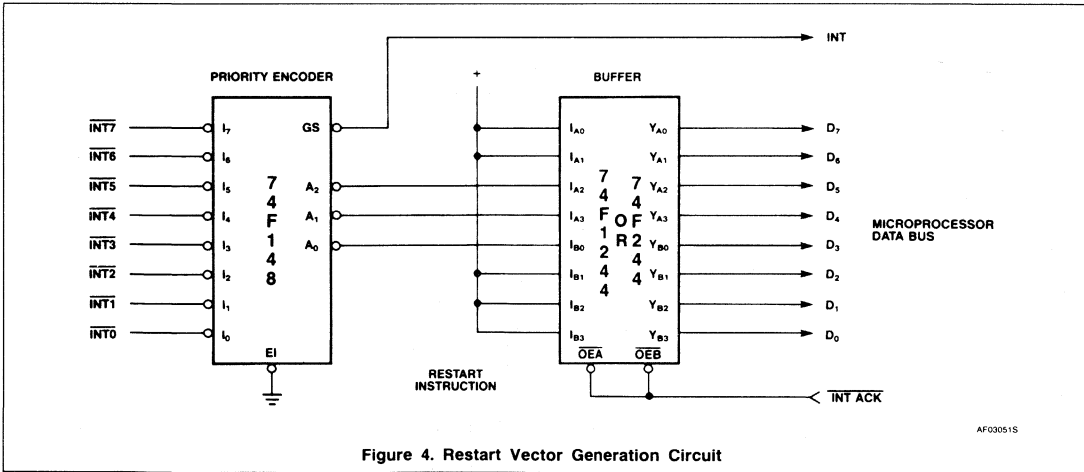 INT
PRIORITY ENCODER
+
BUFFER
INT7
I7
GS
IA0
YA0
D7
INT6
I6
IA1
YA1
D6
INT5
I5
A2
IA2
YA2
D5
INT4
I4
A1
IA3
YA3
D4
INT3
I3
A0
IB0
YB0
D3
INT2
I2
IB1
YB1
D2
INT1
I1
IB2
YB2
D1
INT0
I0
IB3
YB3
D0
74F148
74F1244
OR
74F244
MICROPROCESSOR
DATA BUS
EI
OEA
OEB
RESTART
INSTRUCTION
INT ACK
AF03051S
Figure 4. Restart Vector Generation Circuit